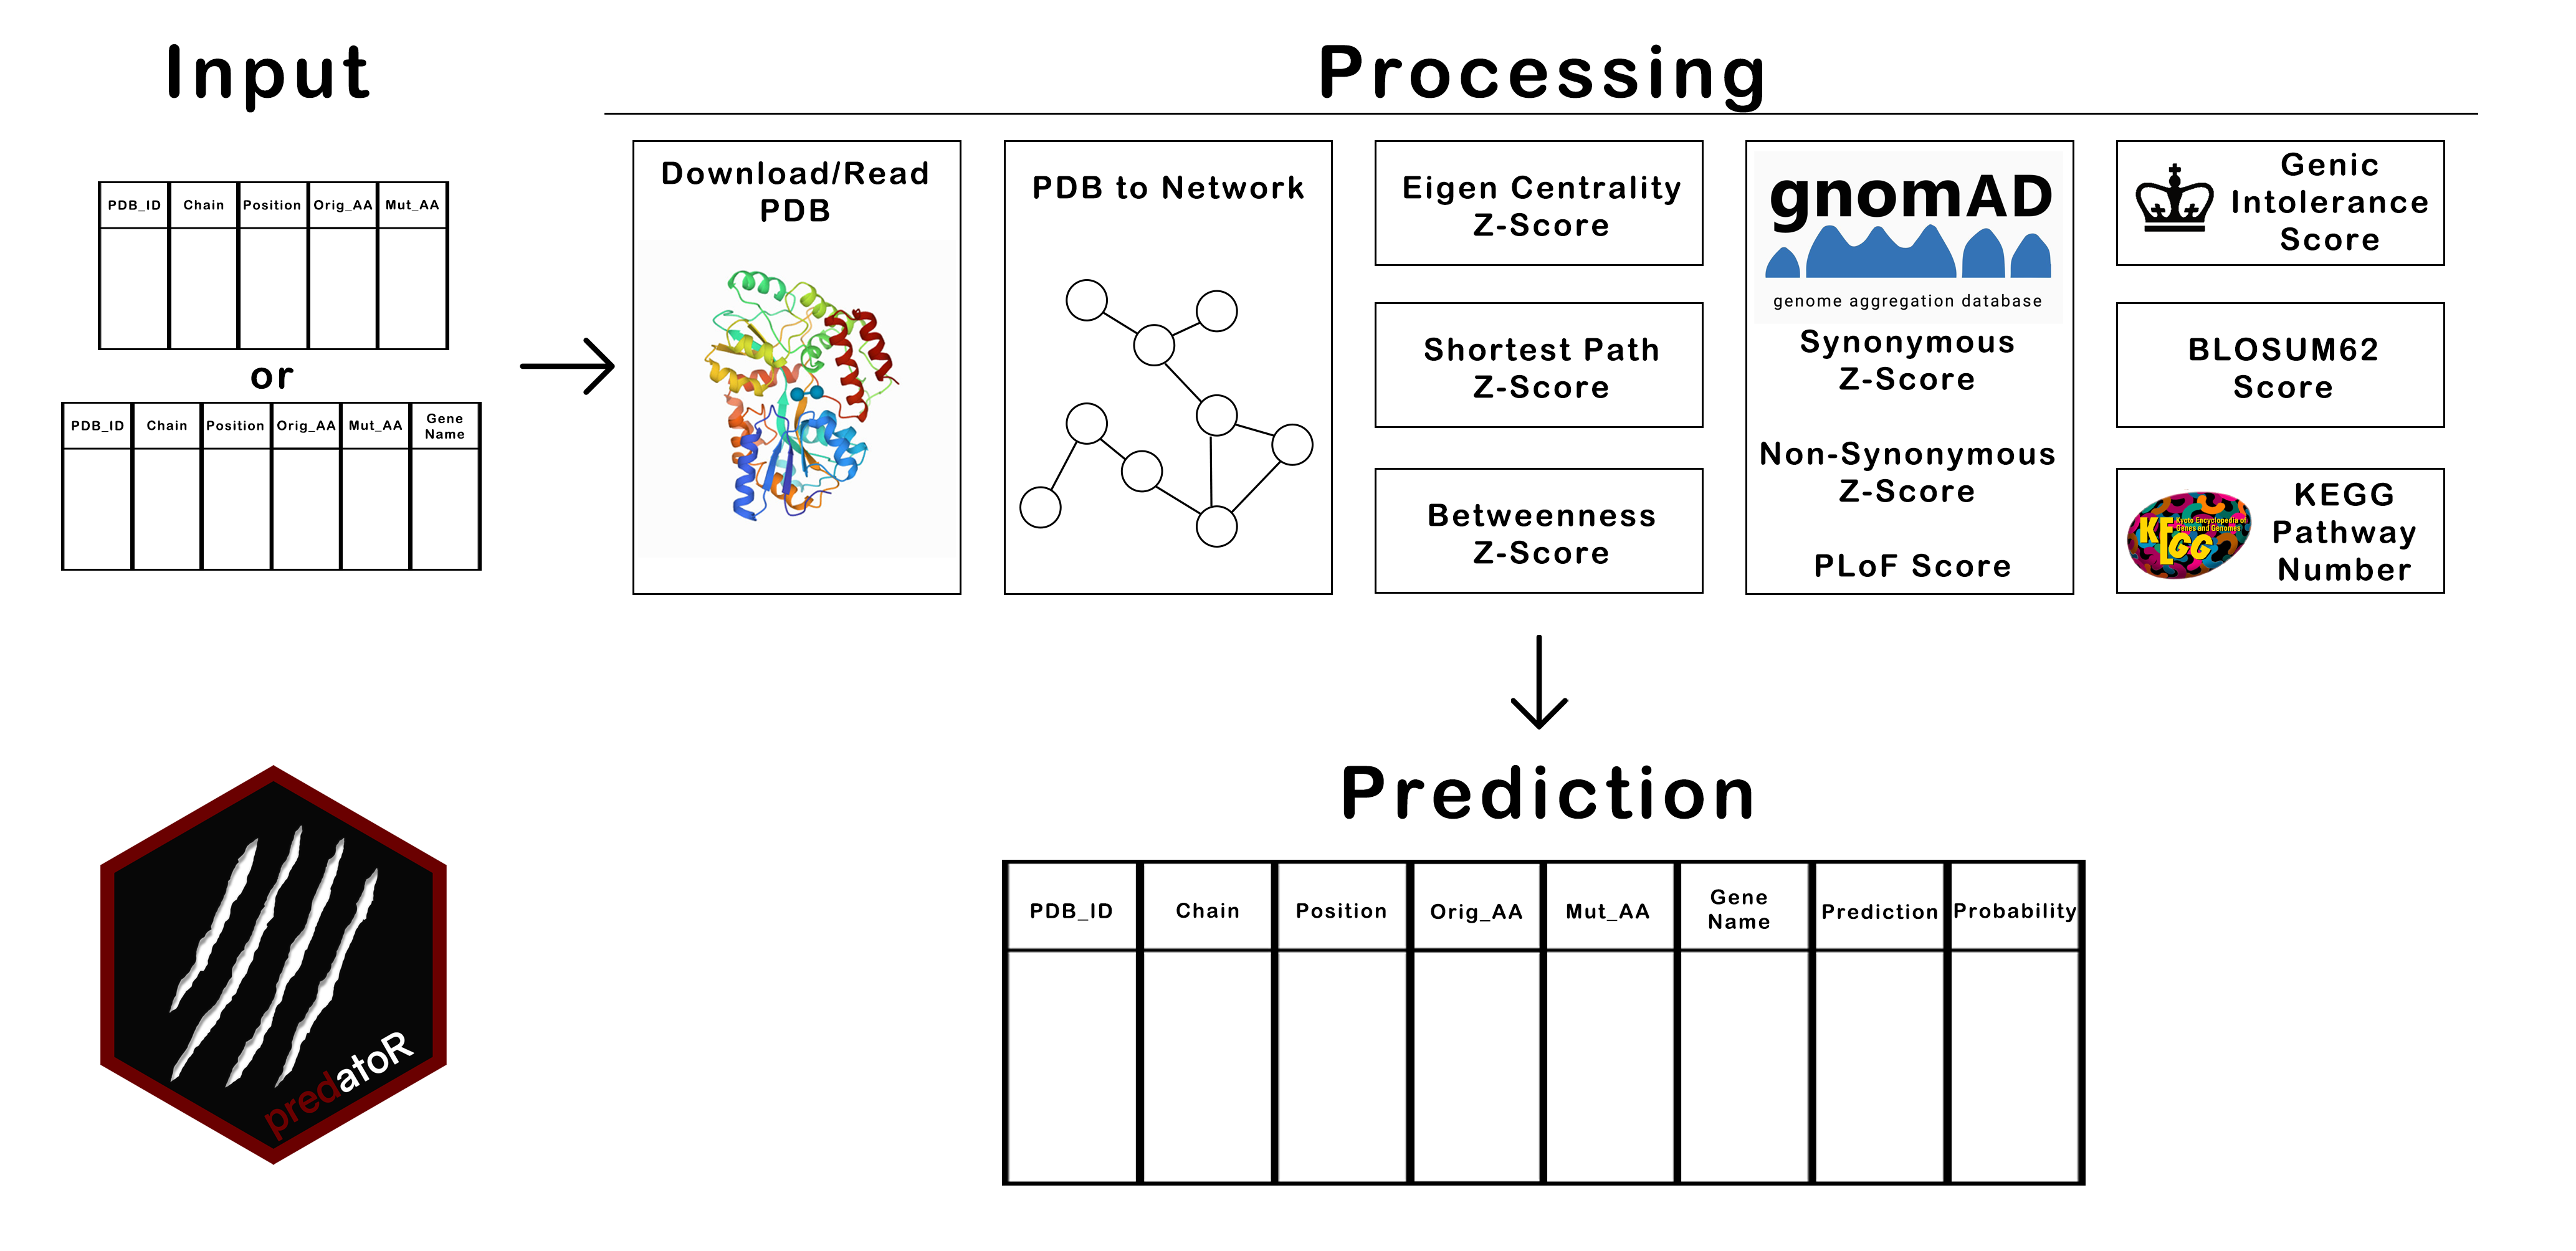 Input
Processing
PDB_ID Chain Position Orig_AA Mut_AA
or
PDB_ID Chain Position Orig_AA Mut_AA Gene
Name
Download/Read
PDB
PDB to Network
Eigen Centrality
Z-Score
Shortest Path
Z-Score
Betweenness
Z-Score
gnomAD
genome aggregation database
Synonymous
Z-Score
Non-Synonymous
Z-Score
PLoF Score
Genic
Intolerance
Score
BLOSUM62
Score
KEGG
Kyoto Encyclopedia of
Genes and Genomes
KEGG
Pathway
Number
Prediction
PDB_ID Chain Position Orig_AA Mut_AA Gene
Name Prediction Probability
predatoR